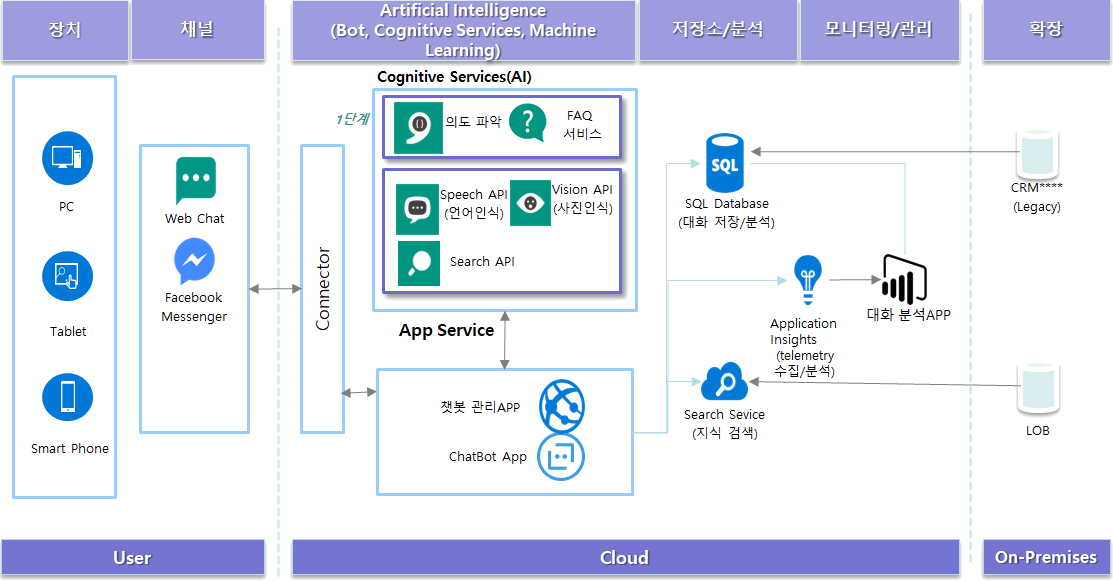 장치
채널
Artificial Intelligence
(Bot, Cognitive Services, Machine
Learning)
저장소/분석
모니터링/관리
확장
Cognitive Services(AI)
1단계
의도 파악
FAQ
서비스
Speech API
(언어인식)
Vision API
(사진인식)
Search API
PC
Tablet
Smart Phone
Web Chat
Facebook
Messenger
Connector
App Service
챗봇 관리APP
ChatBot App
SQL
SQL Database
(대화 저장/분석)
Application
Insights
(telemetry
수집/분석)
대화 분석APP
Search Sevice
(지식 검색)
CRM****
(Legacy)
LOB
User
Cloud
On-Premises